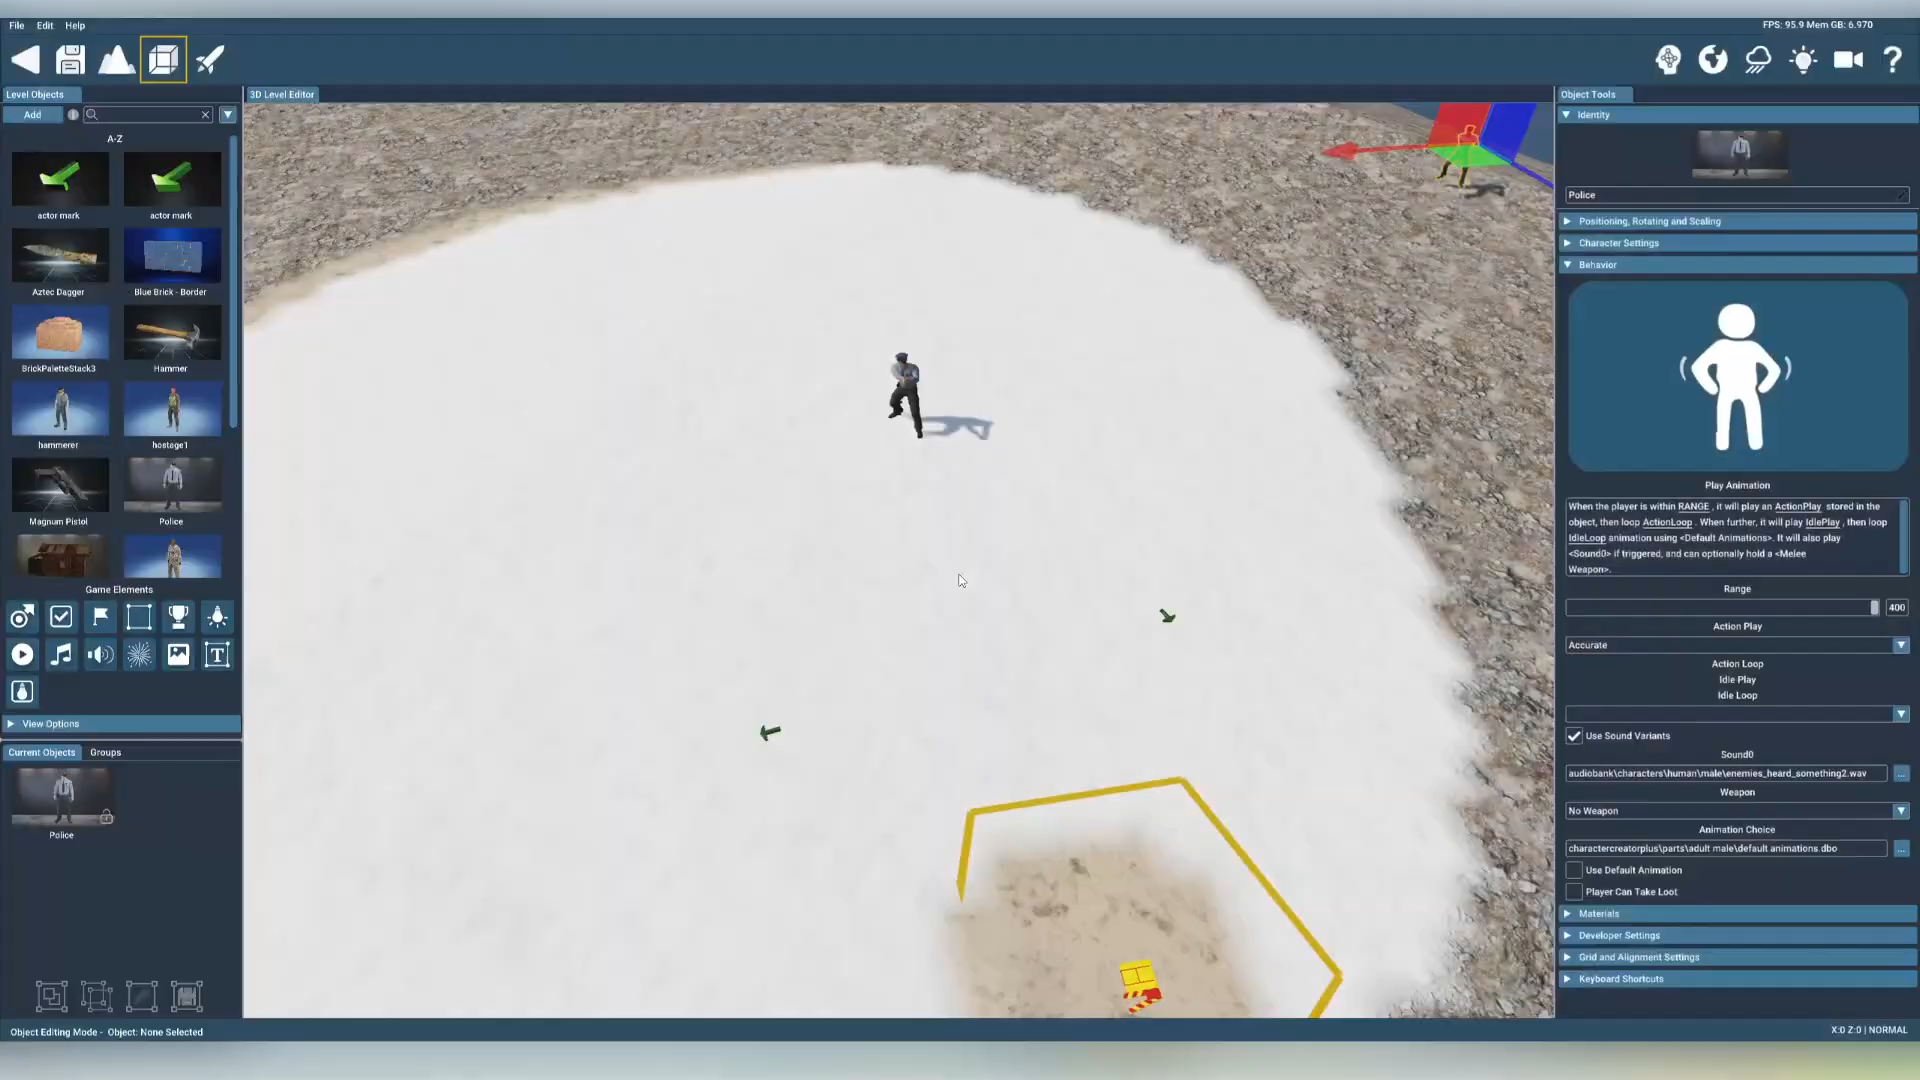 File Edit Help
FPS: 95.9 Mem GB: 6.970
Level Objects
Add
A-Z
actor mark
actor mark
Aztec Dagger
Blue Brick - Border
BrickPaletteStack3
Hammer
hammerer
hostage1
Magnum Pistol
Police
Game Elements
View Options
Current Objects Groups
Police
Object Editing Mode - Object: None Selected
3D Level Editor
Object Tools
Identity
Police
Positioning, Rotating and Scaling
Character Settings
Behavior
Play Animation
When the player is within RANGE , it will play an ActionPlay stored in the
object, then loop ActionLoop . When further, it will play IdlePlay , then loop
IdleLoop animation using <Default Animations>. It will also play
<Sound0> if triggered, and can optionally hold a <Melee
Weapon>.
Range
400
Action Play
Accurate
Action Loop
Idle Play
Idle Loop
Use Sound Variants
Sound0
audiobank\characters\human\male\enemies_heard_something2.wav
...
Weapon
No Weapon
Animation Choice
charactercreatorplus\parts\adult male\default animations.dbo
...
Use Default Animation
Player Can Take Loot
Materials
Developer Settings
Grid and Alignment Settings
Keyboard Shortcuts
X:0 Z:0 | NORMAL